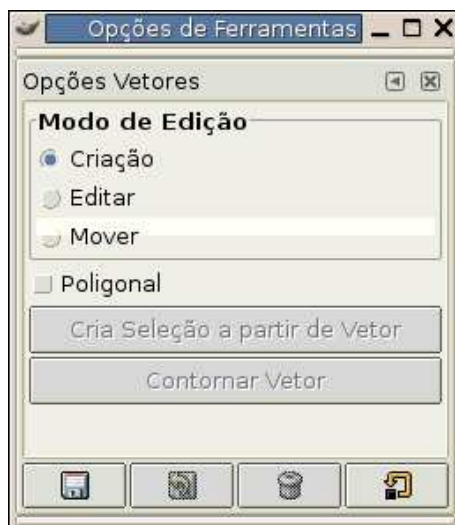 Opções de Ferramentas
Opções Vetores
Modo de Edição
Criação
Editar
Mover
Poligonal
Cria Seleção a partir de Vetor
Contornar Vetor